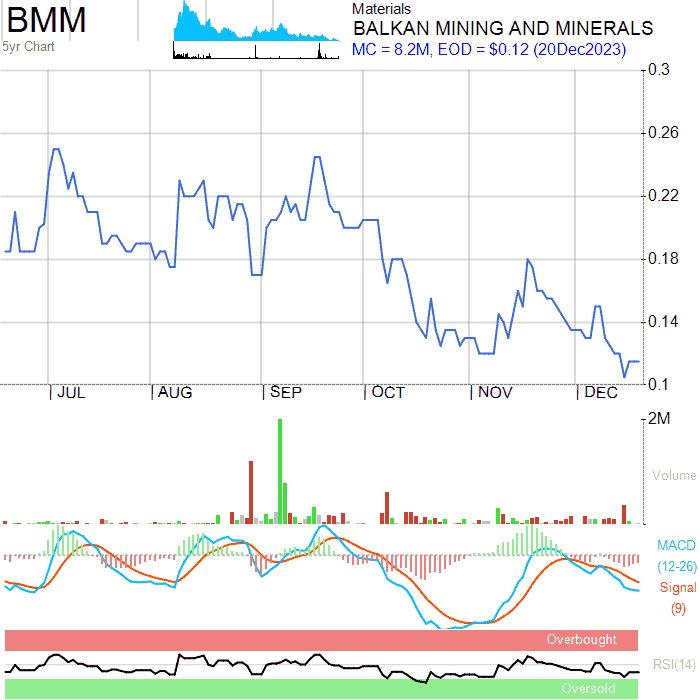 BMM
5yr Chart
Materials
BALKAN MINING AND MINERALS
MC = 8.2M, EOD = $0.12 (20Dec2023)
0.3
0.26
0.22
0.18
0.14
0.1
JUL AUG SEP OCT NOV DEC
2M
Volume
MACD
(12-26)
Signal
(9)
Overbought
RSI(14)
Oversold